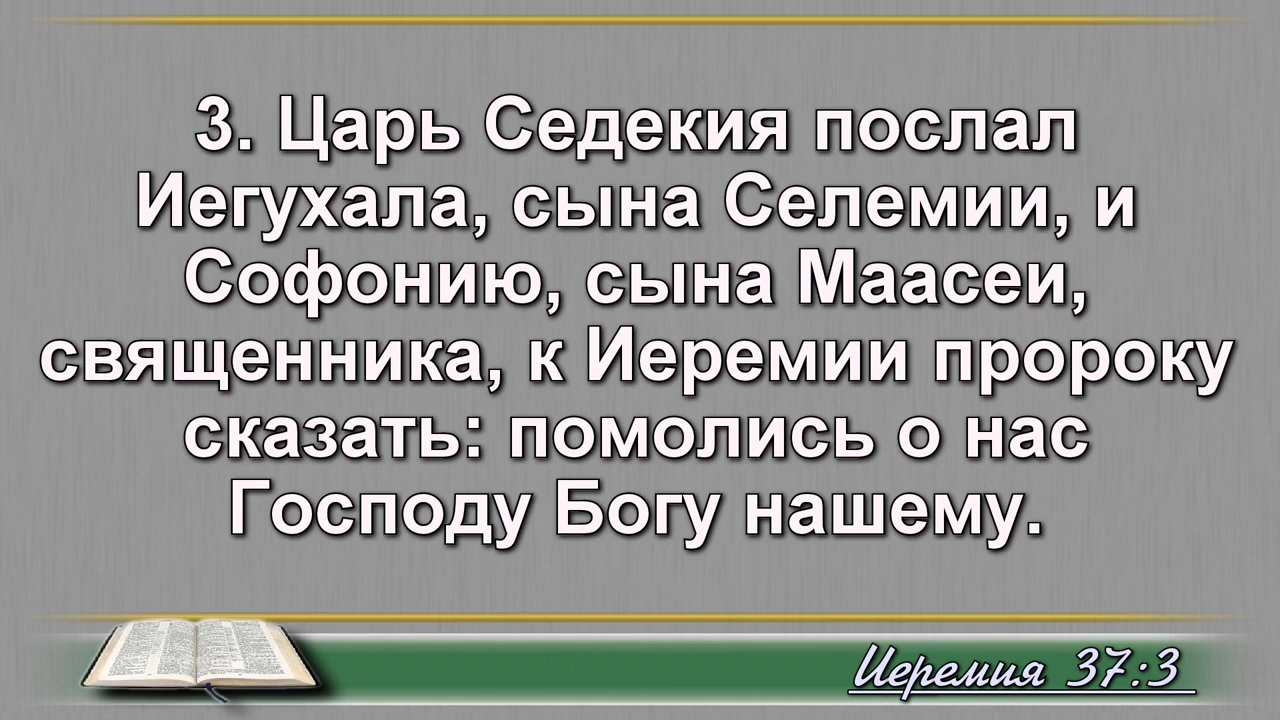 3. Царь Седекия послал
Иегухала, сына Селемии, и
Софонию, сына Маасеи,
священника, к Иеремии пророку
сказать: помолись о нас
Господу Богу нашему.
Иеремия 37:3